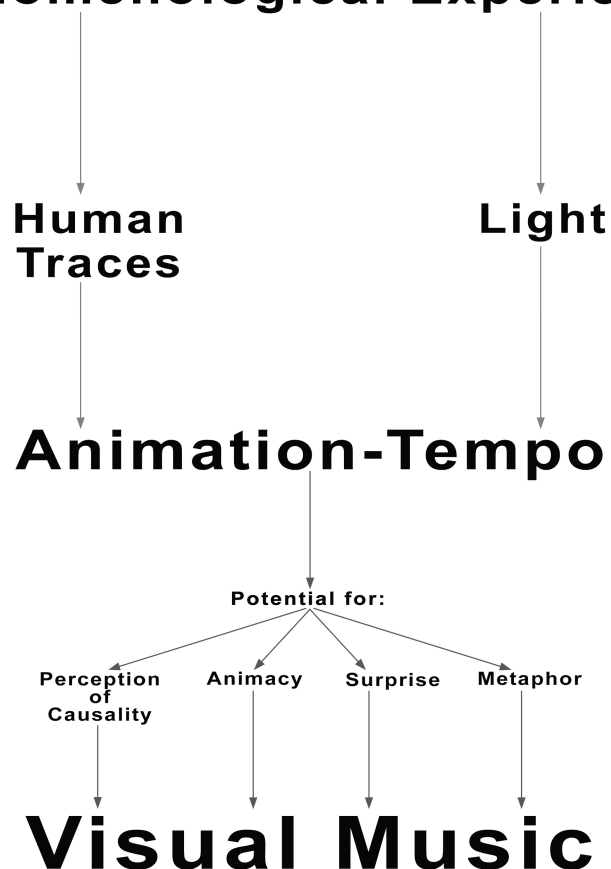 Human
Light
Traces
Animation-Tempo
Potential for:
Perception
of
Causality
Animacy
Surprise
Metaphor
Visual Music